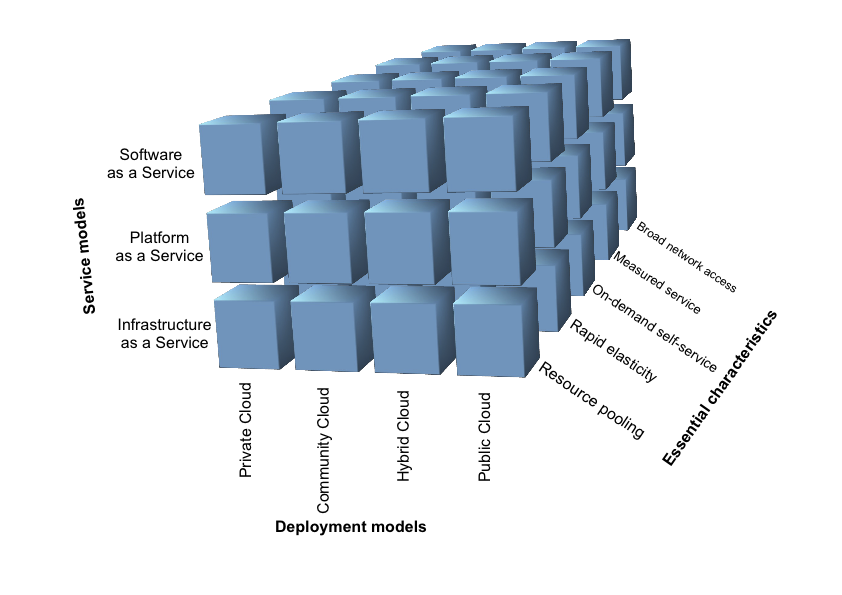 Software
as a Service
Platform
as a Service
Infrastructure
as a Service
Service models
Private Cloud
Community Cloud
Hybrid Cloud
Public Cloud
Deployment models
Broad network access
Measured service
On-demand self-service
Rapid elasticity
Resource pooling
Essential characteristics